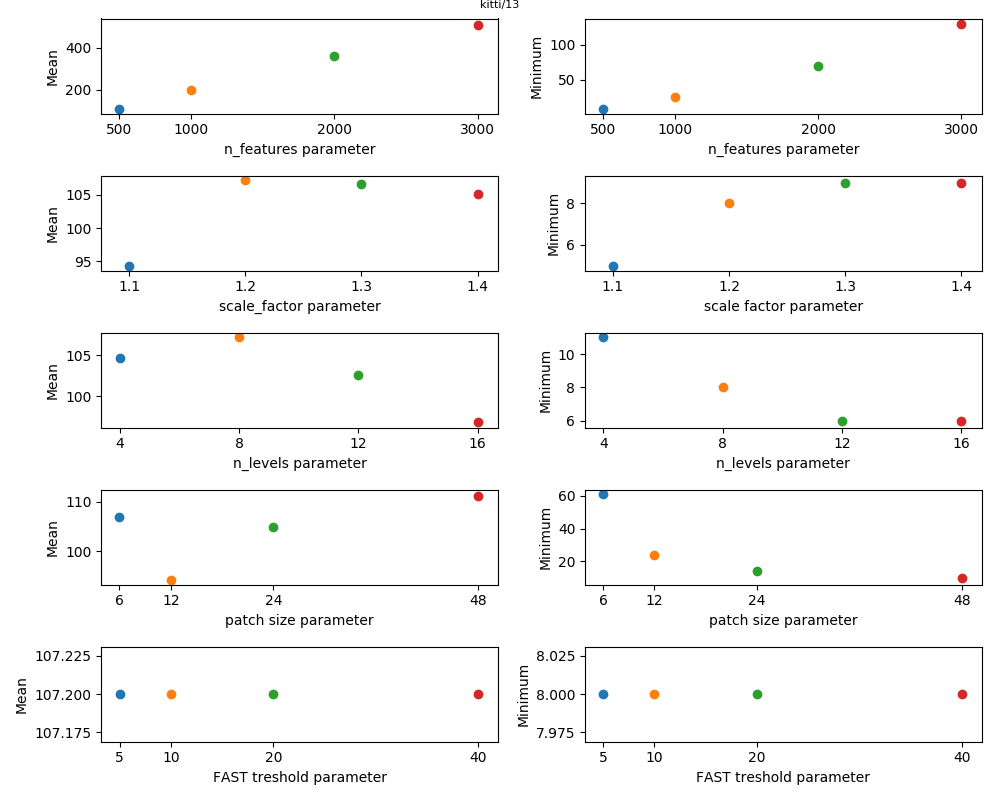 kitti/13
Mean
400
200
500 1000 2000 3000
n_features parameter
Minimum
100
50
500 1000 2000 3000
n_features parameter
Mean
105
100
95
1.1 1.2 1.3 1.4
scale_factor parameter
Minimum
8
6
1.1 1.2 1.3 1.4
scale factor parameter
Mean
105
100
4 8 12 16
n_levels parameter
Minimum
10
8
6
4 8 12 16
n_levels parameter
Mean
110
100
6 12 24 48
patch size parameter
Minimum
60
40
20
6 12 24 48
patch size parameter
Mean
107.225
107.200
107.175
5 10 20 40
FAST treshold parameter
Minimum
8.025
8.000
7.975
5 10 20 40
FAST treshold parameter